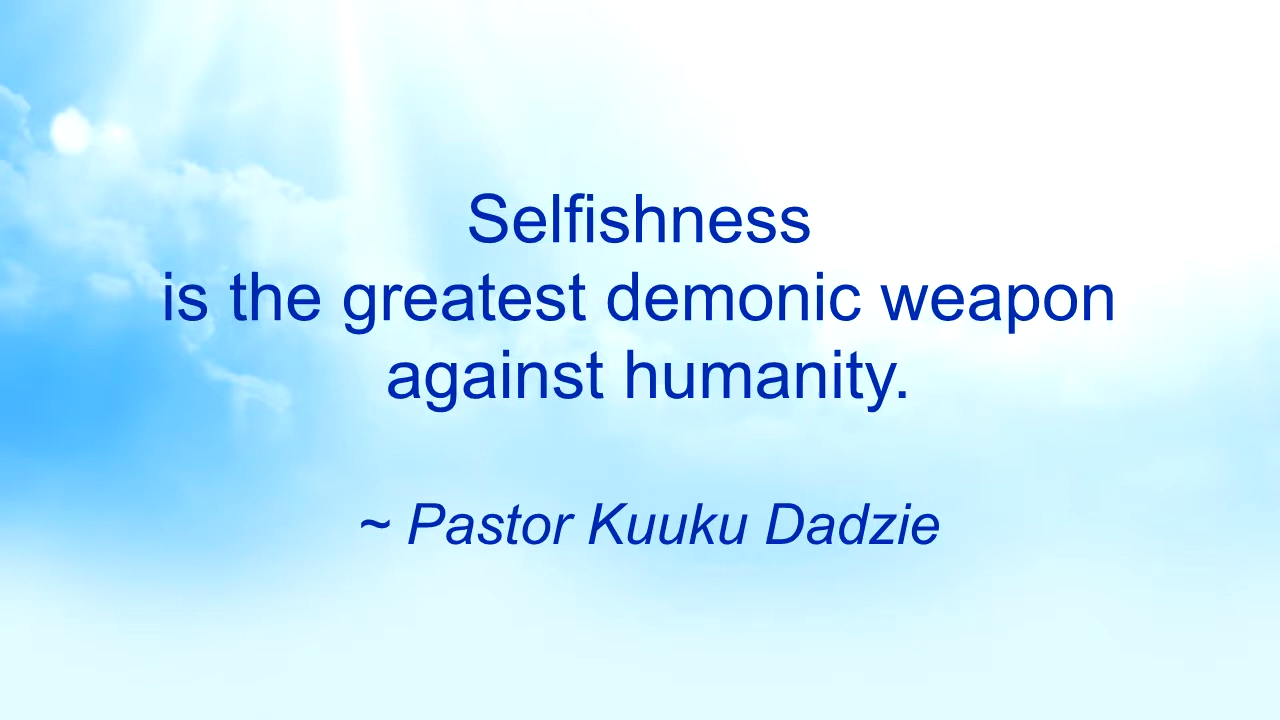 Selfishness
is the greatest demonic weapon
against humanity.
~ Pastor Kuuku Dadzie